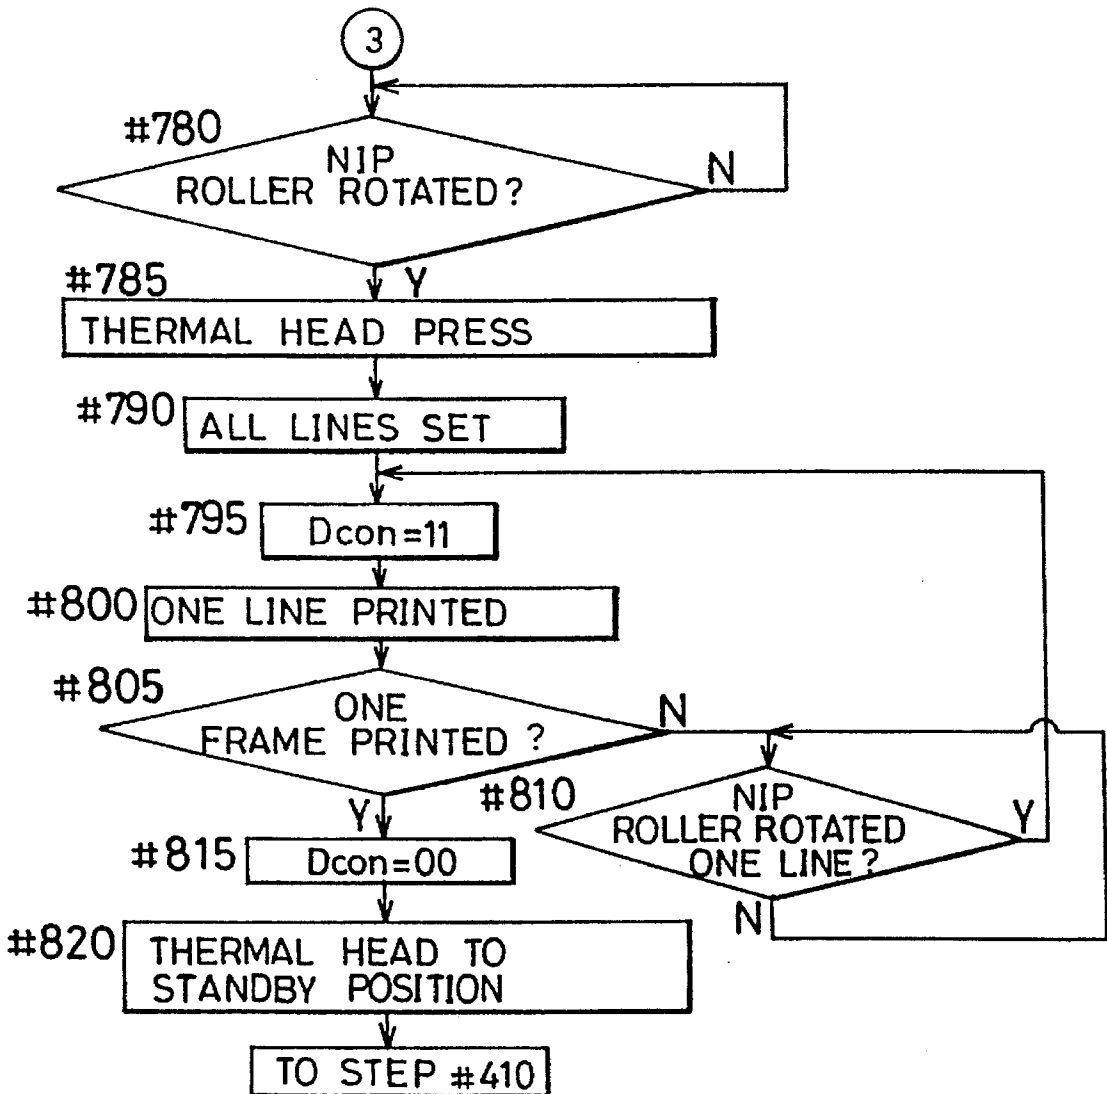 3
#780
NIP
ROLLER ROTATED?
N
Y
#785
THERMAL HEAD PRESS
#790
ALL LINES SET
#795
Dcon=11
#800
ONE LINE PRINTED
#805
ONE
FRAME PRINTED ?
N
Y
#810
NIP
ROLLER ROTATED
ONE LINE?
Y
N
#815
Dcon=00
#820
THERMAL HEAD TO
STANDBY POSITION
TO STEP #410